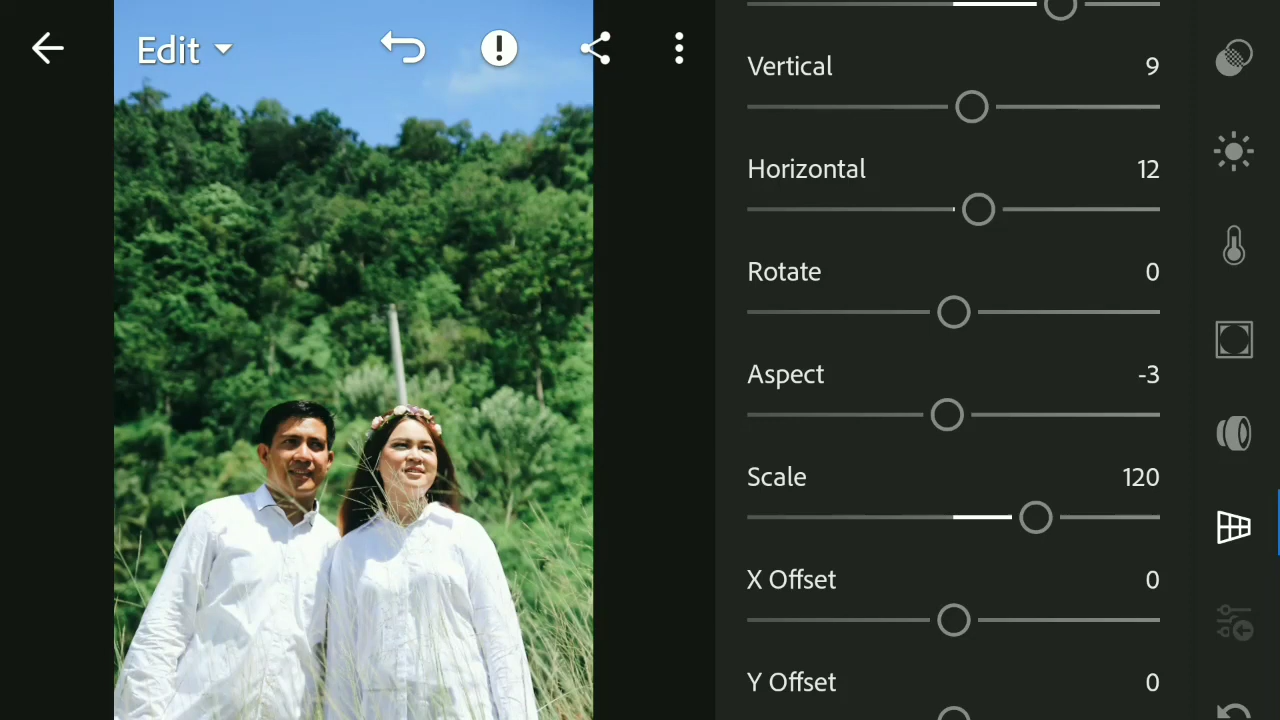 Edit
Vertical 9
Horizontal 12
Rotate 0
Aspect -3
Scale 120
X Offset 0
Y Offset 0